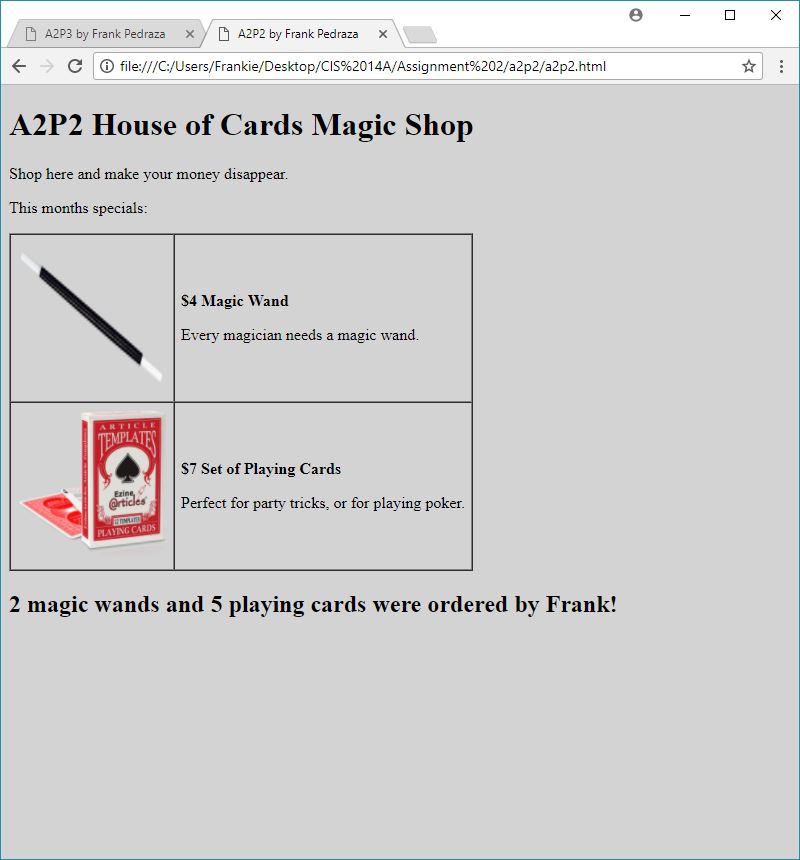 A2P3 by Frank Pedraza
A2P2 by Frank Pedraza
file:///C:/Users/Frankie/Desktop/CIS%2014A/Assignment%202/a2p2/a2p2.html
A2P2 House of Cards Magic Shop
Shop here and make your money disappear.
This months specials:
$4 Magic Wand
Every magician needs a magic wand.
ARTICLE
TEMPLATES
Ezine
@rticles
12 TEMPLATES
PLAYING CARDS
$7 Set of Playing Cards
Perfect for party tricks, or for playing poker.
2 magic wands and 5 playing cards were ordered by Frank!